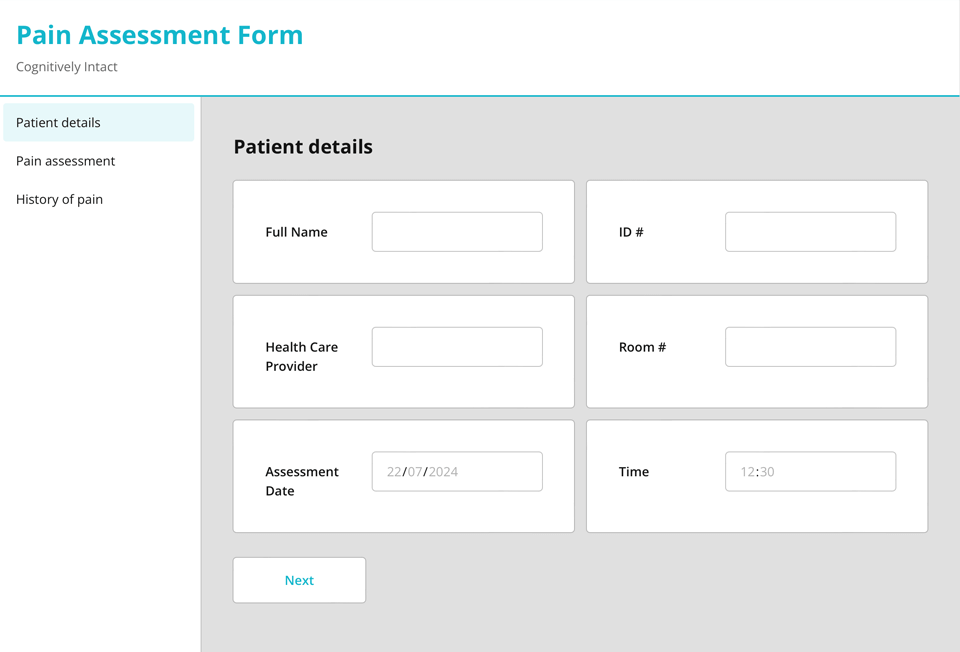 Pain Assessment Form
Cognitively Intact
Patient details
Pain assessment
History of pain
Patient details
Full Name
ID #
Health Care
Provider
Room #
Assessment
Date
22/07/2024
Time
12:30
Next